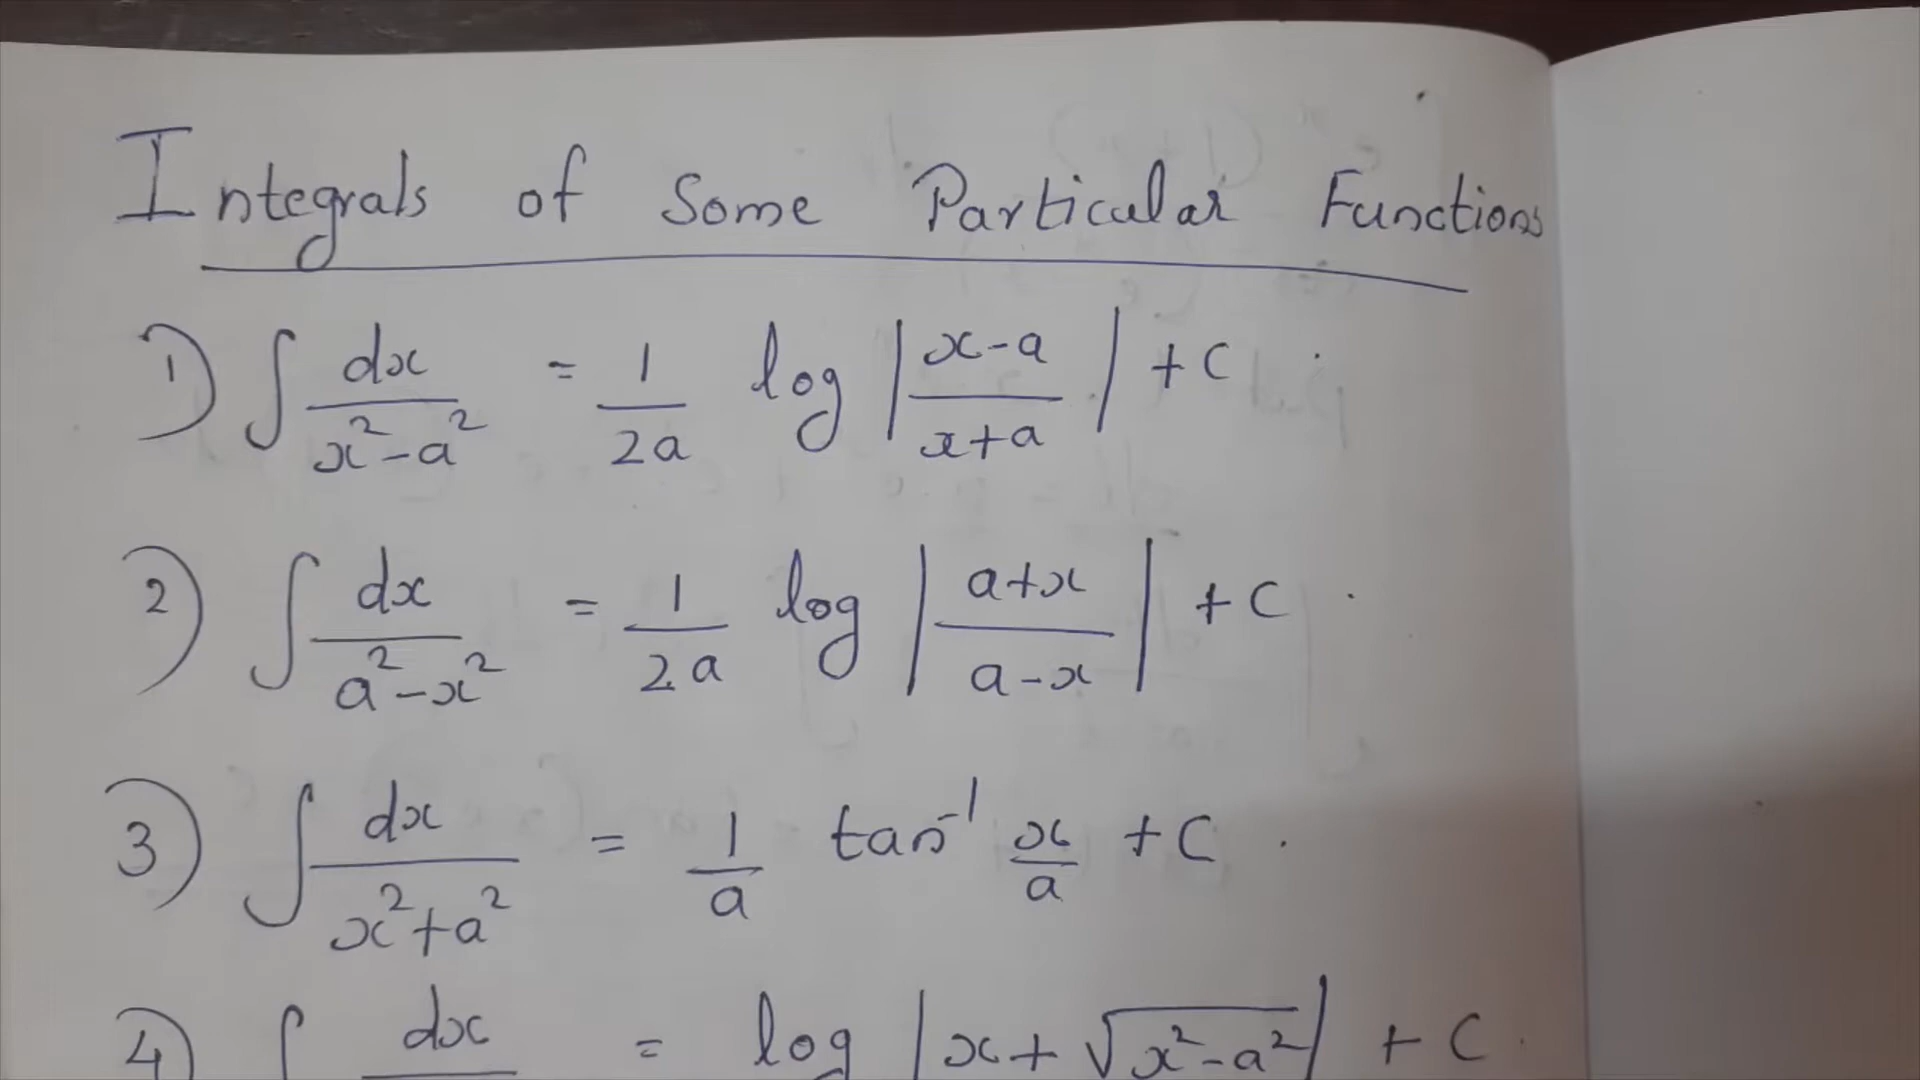 Integrals of Some Particular Functions
1) ∫ dx/(x²-a²) = 1/2a log |(x-a)/(x+a)| + C
2) ∫ dx/(a²-x²) = 1/2a log |(a+x)/(a-x)| + C.
3) ∫ dx/(x²+a²) = 1/a tan⁻¹ x/a + C.
4) ∫ dx = log |x+√(x²-a²)| + C.